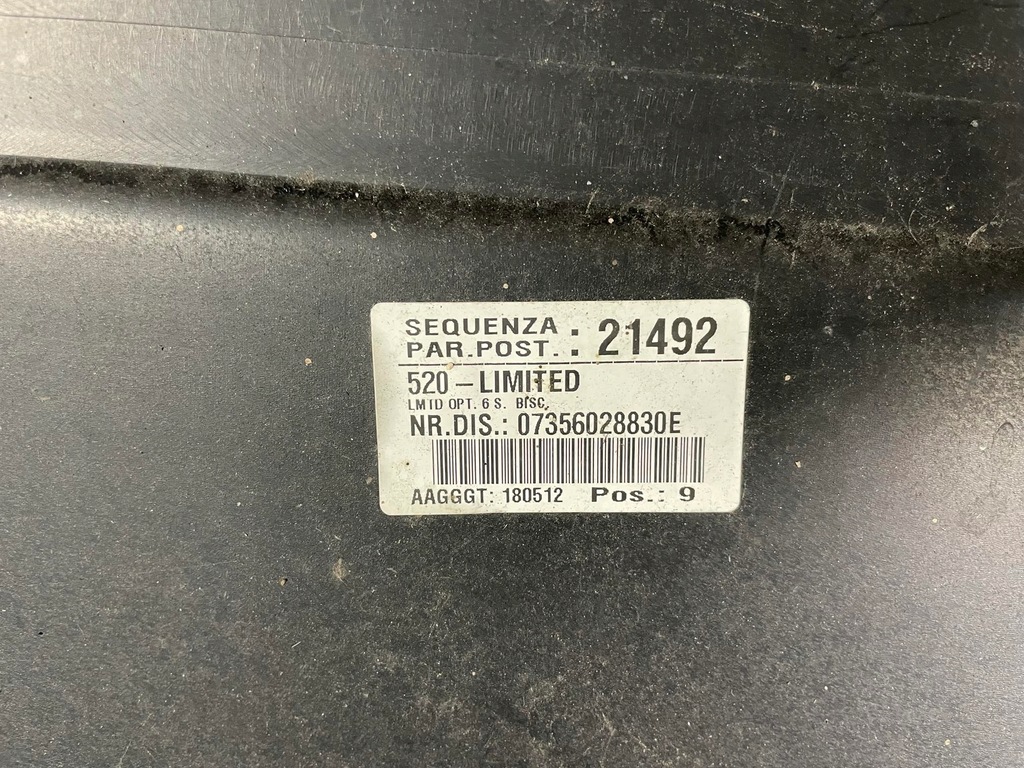 SEQUENZA
PAR.POST. : 21492
520 - LIMITED
LMTD OPT. 6 S. BISC.
NR.DIS.: 07356028830E
AAGGGT: 180512 Pos.: 9